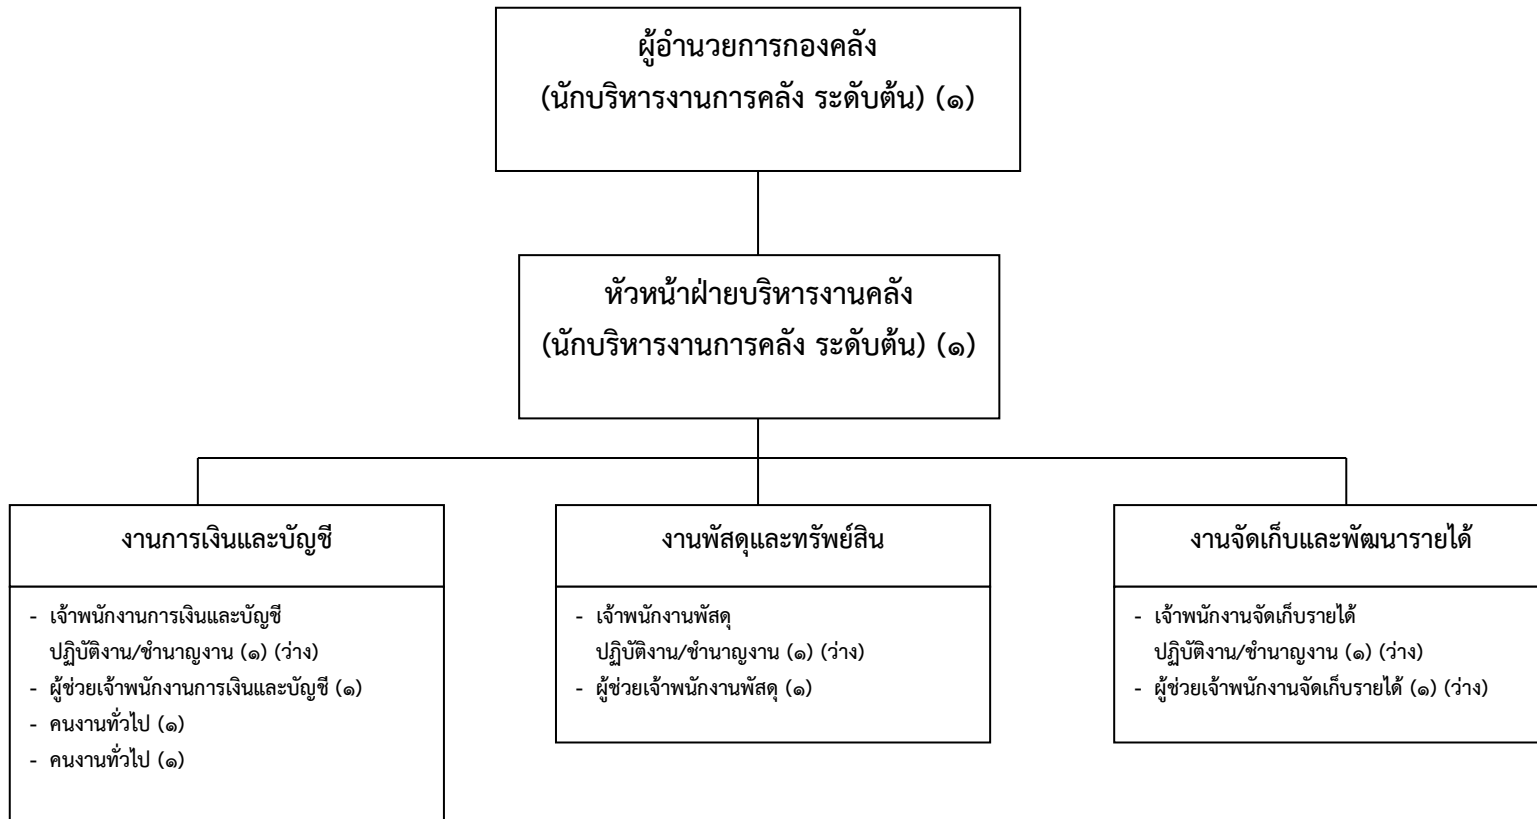 ผู้อำนวยการกองคลัง
(นักบริหารงานการคลัง ระดับต้น) (๑)
หัวหน้าฝ่ายบริหารงานคลัง
(นักบริหารงานการคลัง ระดับต้น) (๑)
งานการเงินและบัญชี
- เจ้าพนักงานการเงินและบัญชี
ปฏิบัติงาน/ชำนาญงาน (๑) (ว่าง)
- ผู้ช่วยเจ้าพนักงานการเงินและบัญชี (๑)
- คนงานทั่วไป (๑)
- คนงานทั่วไป (๑)
งานพัสดุและทรัพย์สิน
- เจ้าพนักงานพัสดุ
ปฏิบัติงาน/ชำนาญงาน (๑) (ว่าง)
- ผู้ช่วยเจ้าพนักงานพัสดุ (๑)
งานจัดเก็บและพัฒนารายได้
- เจ้าพนักงานจัดเก็บรายได้
ปฏิบัติงาน/ชำนาญงาน (๑) (ว่าง)
- ผู้ช่วยเจ้าพนักงานจัดเก็บรายได้ (๑) (ว่าง)